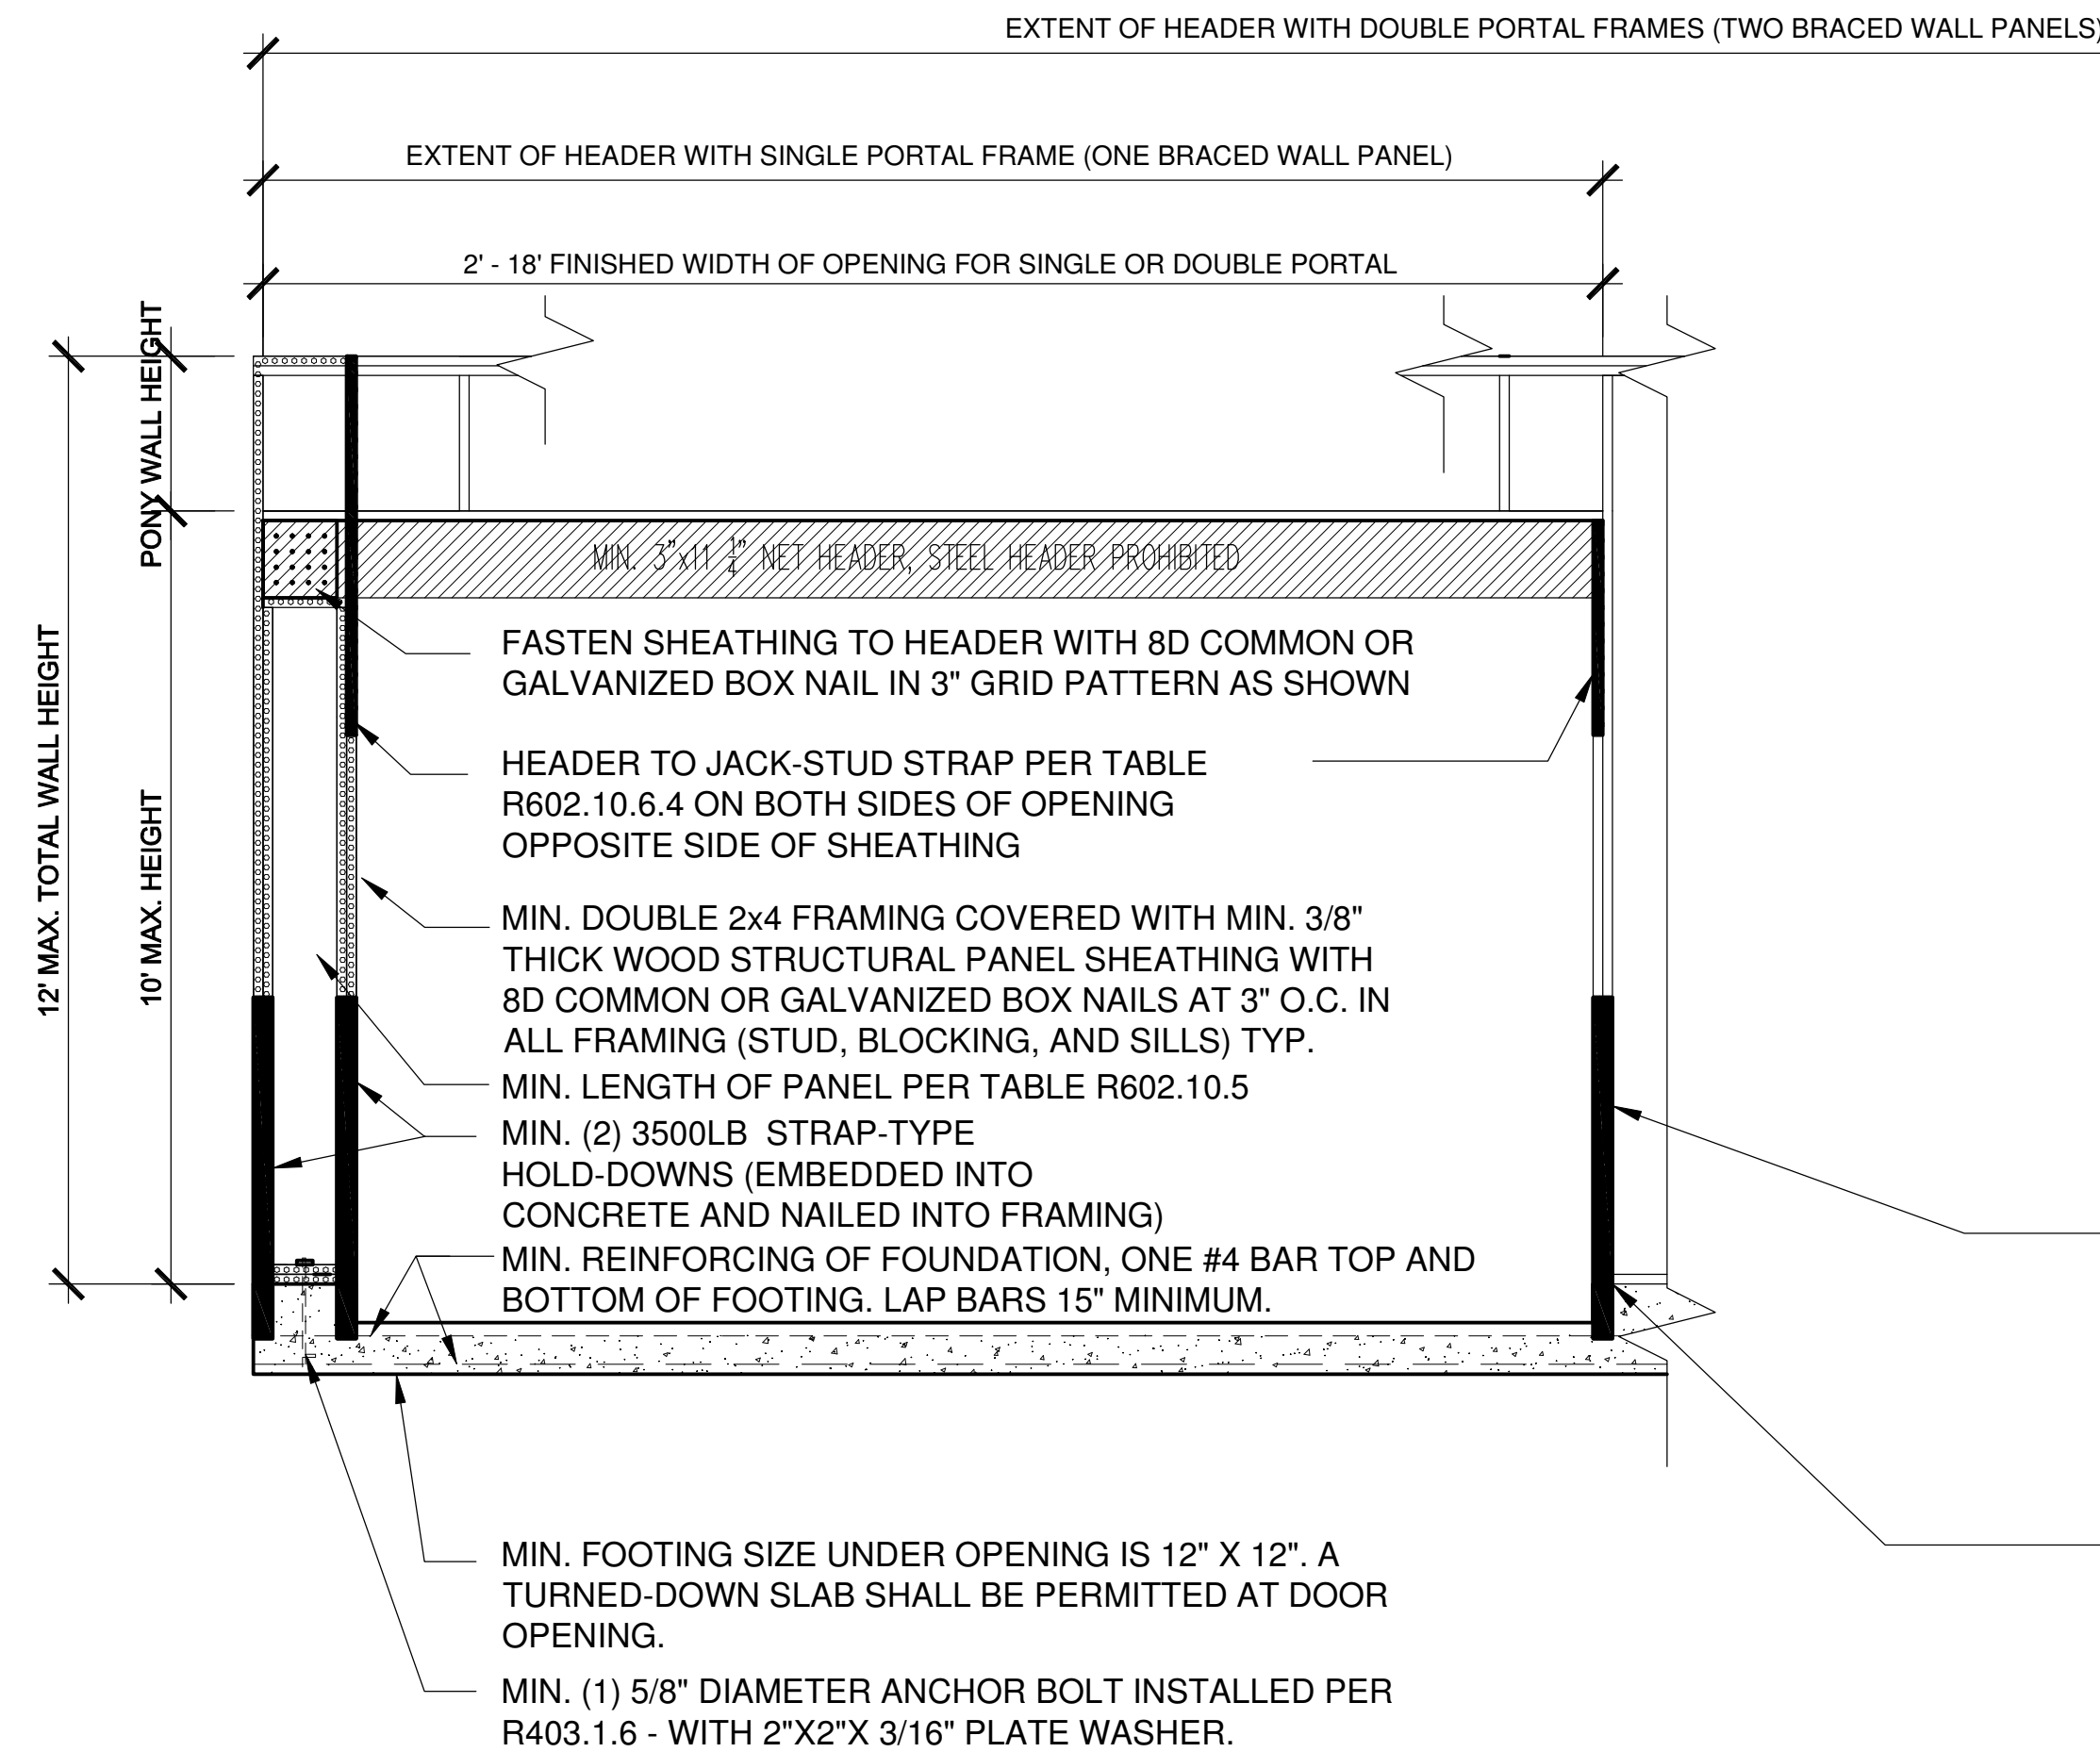 EXTENT OF HEADER WITH DOUBLE PORTAL FRAMES (TWO BRACED WALL PANELS)
EXTENT OF HEADER WITH SINGLE PORTAL FRAME (ONE BRACED WALL PANEL)
2' - 18' FINISHED WIDTH OF OPENING FOR SINGLE OR DOUBLE PORTAL
PONY WALL HEIGHT
12' MAX. TOTAL WALL HEIGHT
10' MAX. HEIGHT
MIN. 3"x11 1/4" NET HEADER, STEEL HEADER PROHIBITED
FASTEN SHEATHING TO HEADER WITH 8D COMMON OR
GALVANIZED BOX NAIL IN 3" GRID PATTERN AS SHOWN
HEADER TO JACK-STUD STRAP PER TABLE
R602.10.6.4 ON BOTH SIDES OF OPENING
OPPOSITE SIDE OF SHEATHING
MIN. DOUBLE 2x4 FRAMING COVERED WITH MIN. 3/8"
THICK WOOD STRUCTURAL PANEL SHEATHING WITH
8D COMMON OR GALVANIZED BOX NAILS AT 3" O.C. IN
ALL FRAMING (STUD, BLOCKING, AND SILLS) TYP.
MIN. LENGTH OF PANEL PER TABLE R602.10.5
MIN. (2) 3500LB STRAP-TYPE
HOLD-DOWNS (EMBEDDED INTO
CONCRETE AND NAILED INTO FRAMING)
MIN. REINFORCING OF FOUNDATION, ONE #4 BAR TOP AND
BOTTOM OF FOOTING. LAP BARS 15" MINIMUM.
MIN. FOOTING SIZE UNDER OPENING IS 12" X 12". A
TURNED-DOWN SLAB SHALL BE PERMITTED AT DOOR
OPENING.
MIN. (1) 5/8" DIAMETER ANCHOR BOLT INSTALLED PER
R403.1.6 - WITH 2"X2"X 3/16" PLATE WASHER.